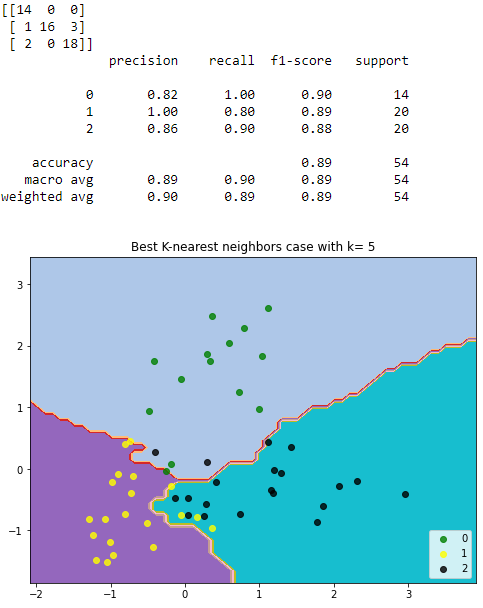 [[14 0 0]
[ 1 16 3]
[ 2 0 18]]
precision recall f1-score support
0 0.82 1.00 0.90 14
1 1.00 0.80 0.89 20
2 0.86 0.90 0.88 20
accuracy 0.89 54
macro avg 0.89 0.90 0.89 54
weighted avg 0.90 0.89 0.89 54
Best K-nearest neighbors case with k= 5
3
2
1
0
−1
−2 −1 0 1 2 3
0
1
2